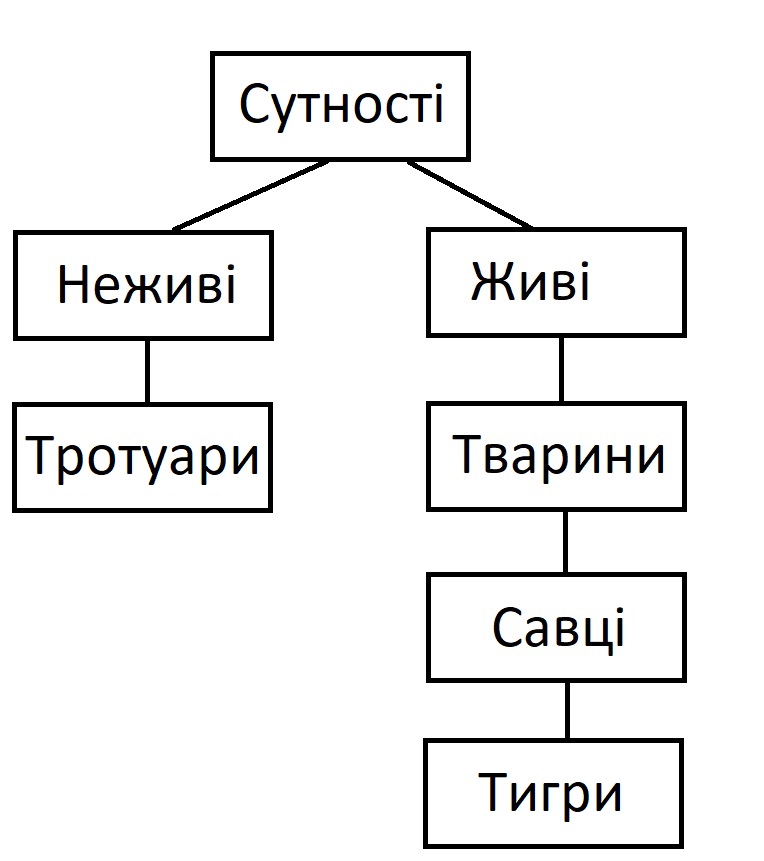 Сутності
Неживі
Живі
Тротуари
Тварини
Савці
Тигри